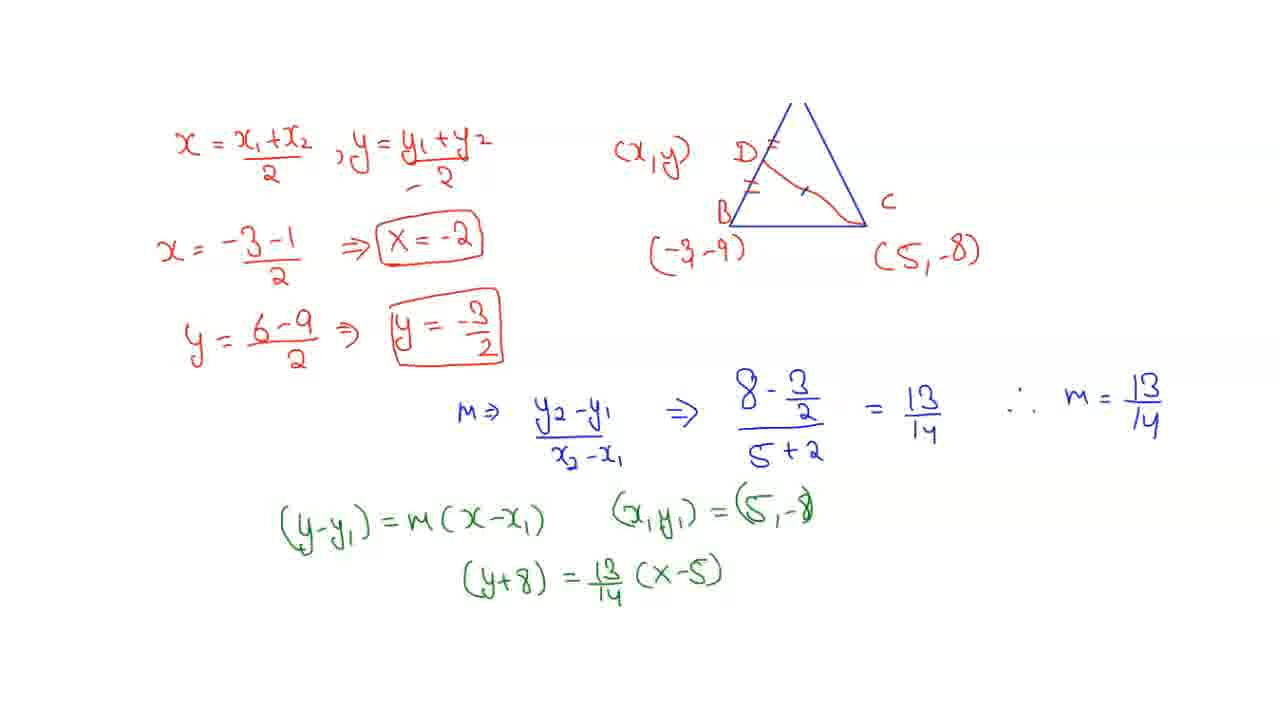 x = x₁+x₂/2 , y = y₁+y₂/2
x = -3-1/2 ⇒ x = -2
y = 6-9/2 ⇒ y = -3/2
(x,y) D
B C
(-3,-9) (5,-8)
m ⇒ y₂-y₁/x₂-x₁ ⇒ 8-3/2/5+2 = 13/14 ∴ m = 13/14
(y-y₁) = m(x-x₁) (x₁y₁) = (5,-8)
(y+8) = 13/14 (x-5)